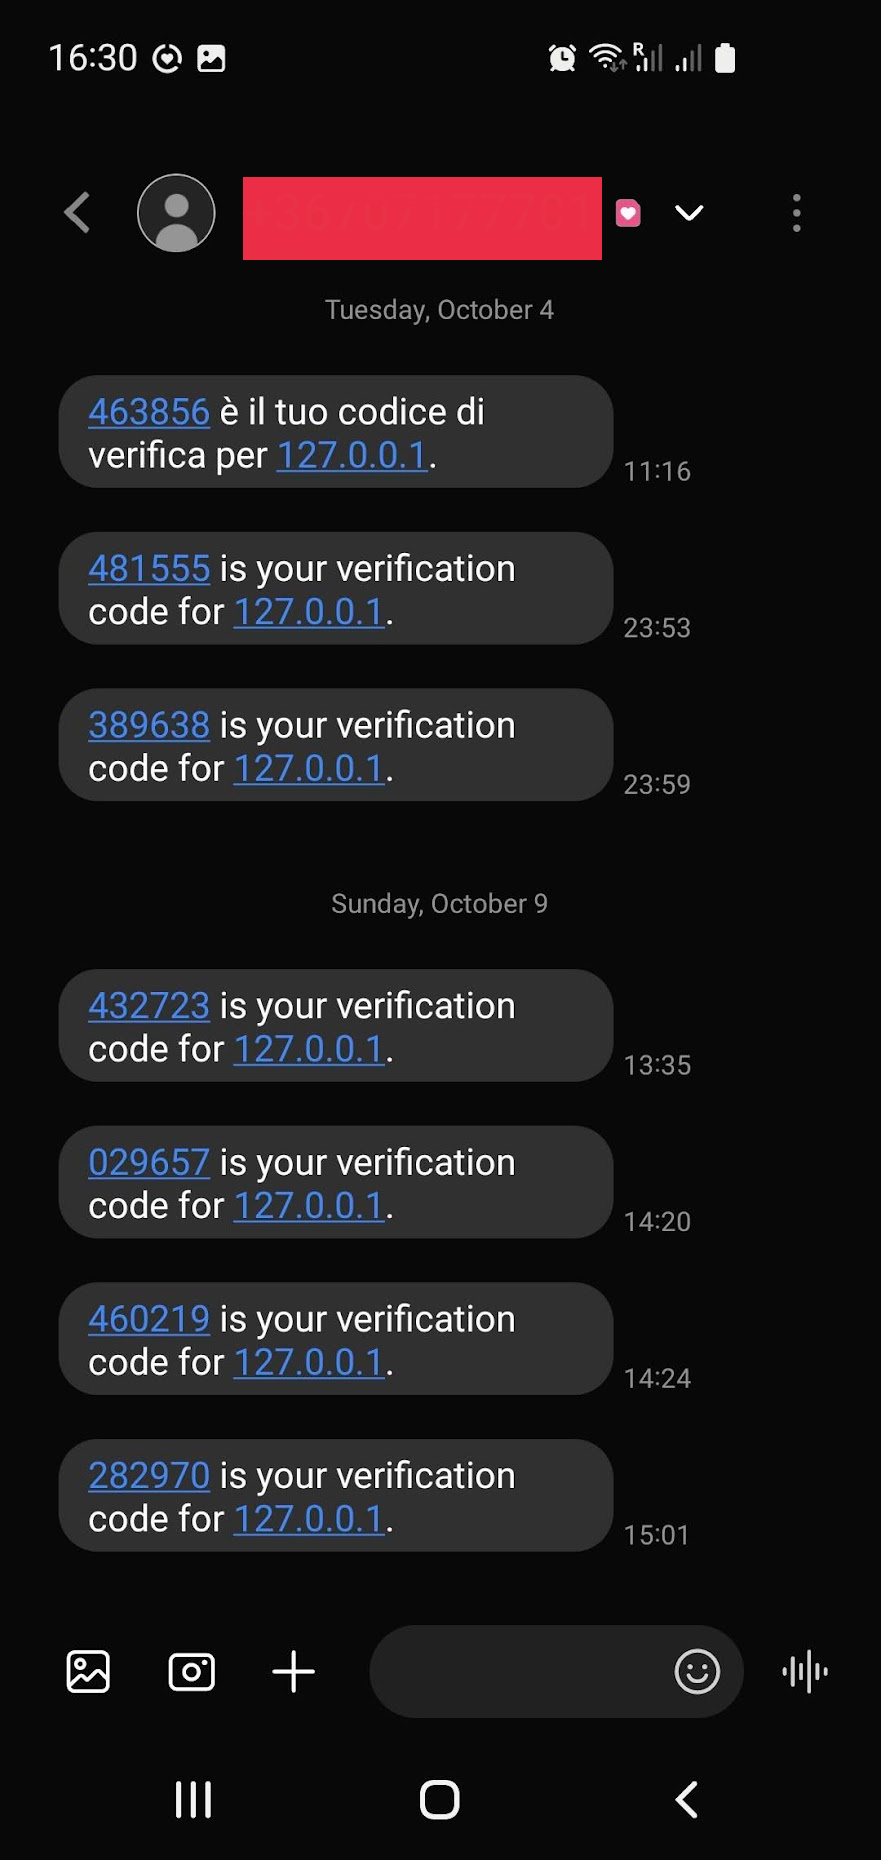 16:30
R
Tuesday, October 4
463856 è il tuo codice di
verifica per 127.0.0.1.
11:16
481555 is your verification
code for 127.0.0.1.
23:53
389638 is your verification
code for 127.0.0.1.
23:59
Sunday, October 9
432723 is your verification
code for 127.0.0.1.
13:35
029657 is your verification
code for 127.0.0.1.
14:20
460219 is your verification
code for 127.0.0.1.
14:24
282970 is your verification
code for 127.0.0.1.
15:01